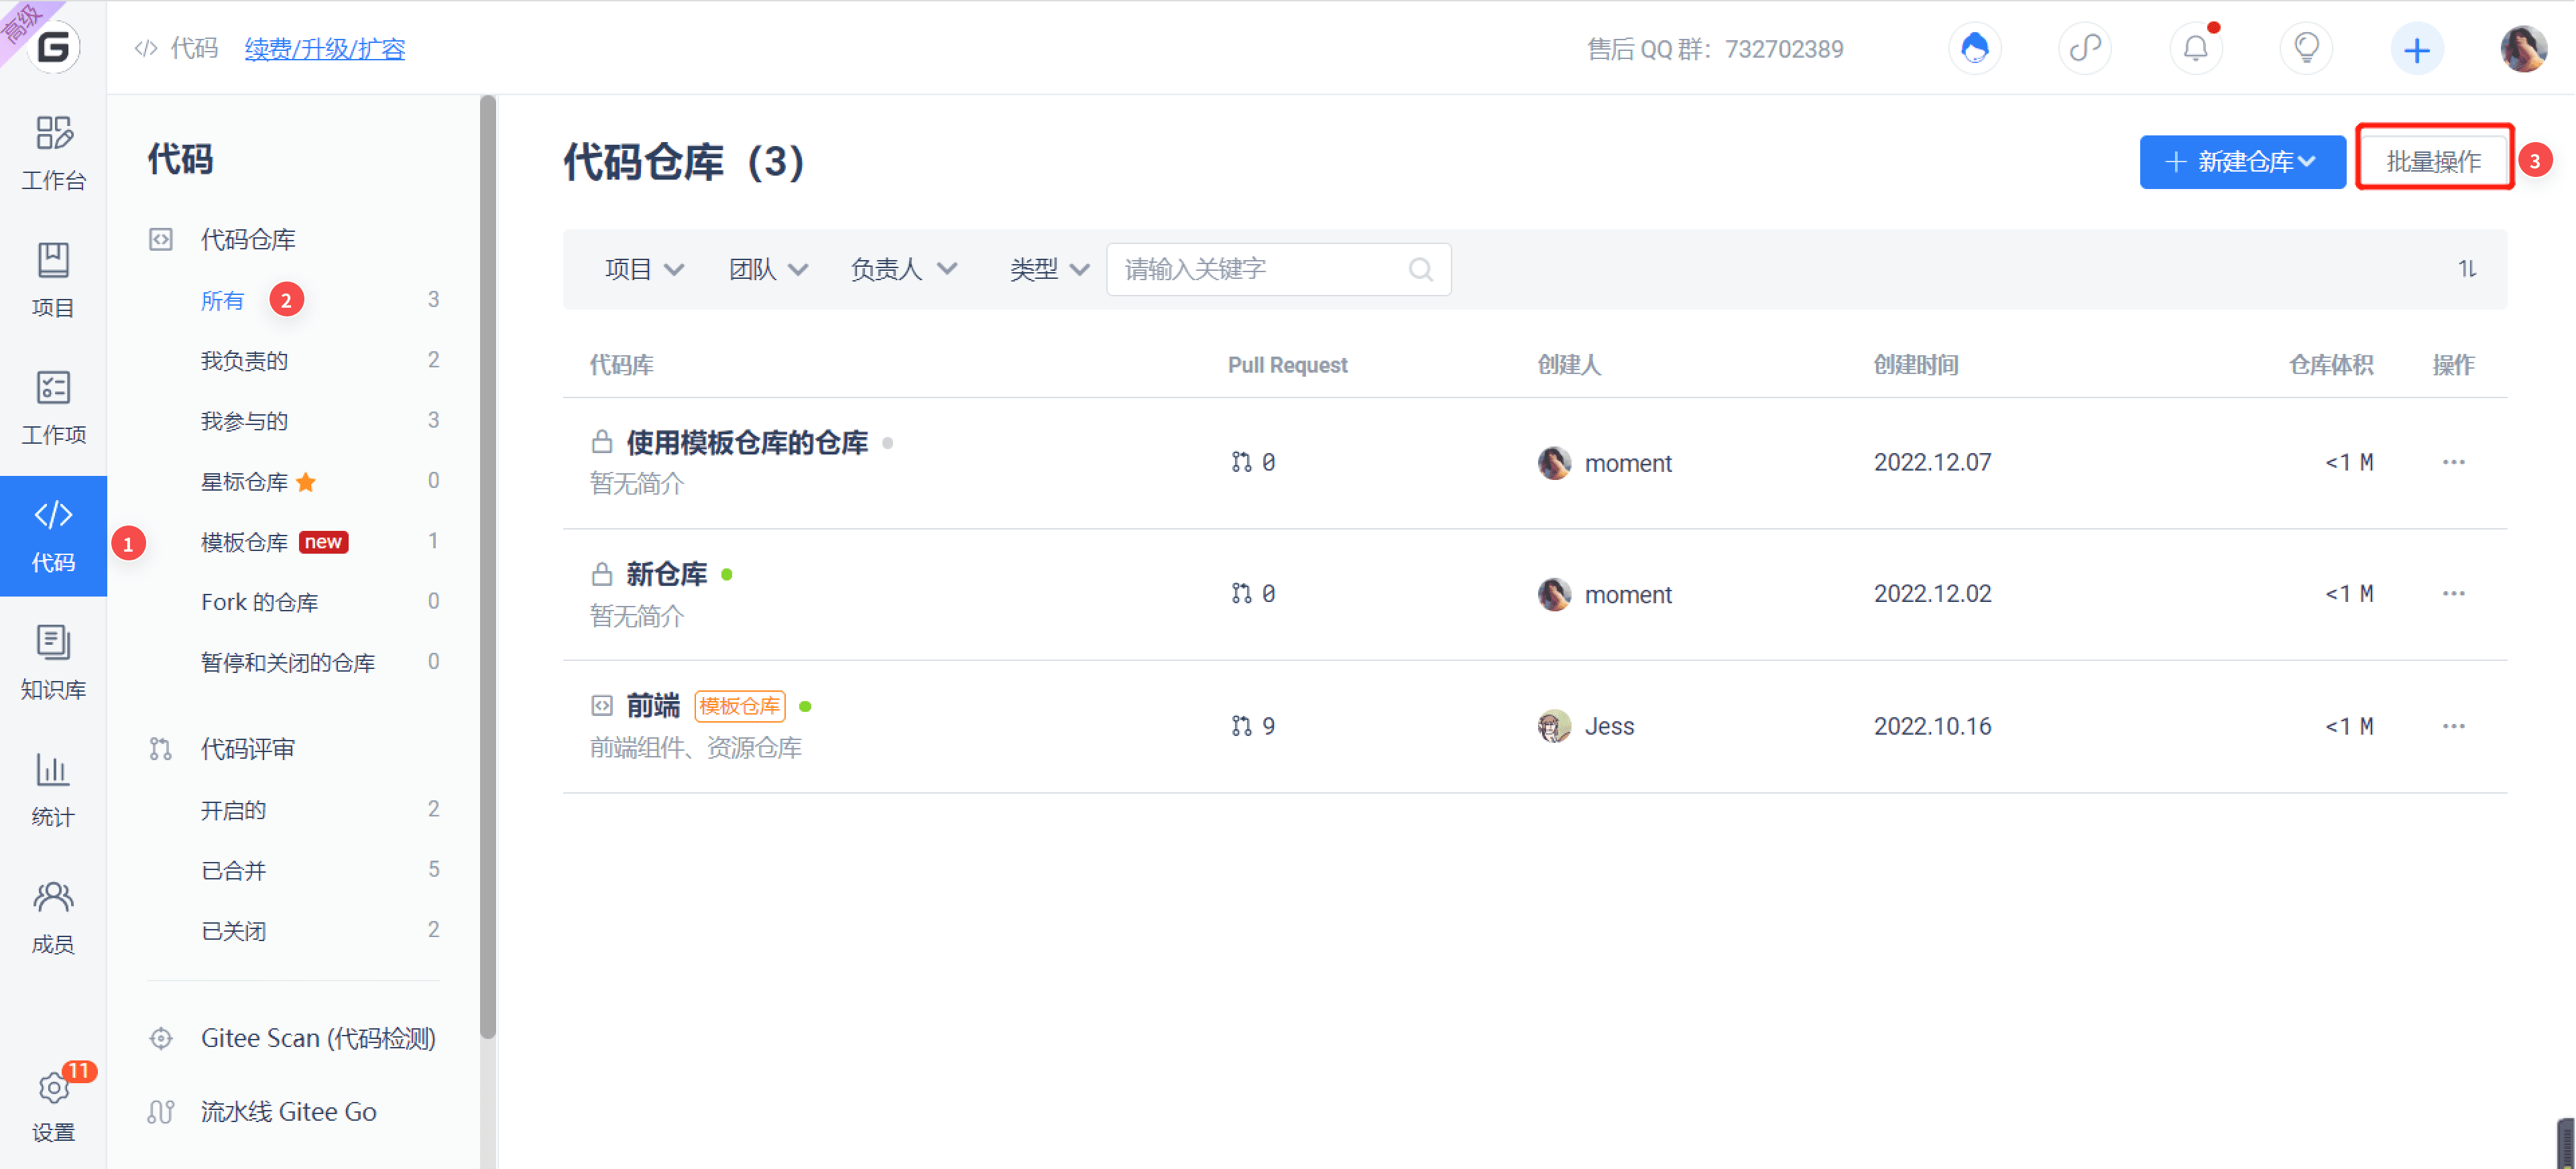 高级
G
代码
续费/升级/扩容
售后 QQ 群：732702389
工作台
项目
工作项
代码
1
知识库
统计
成员
11
设置
代码
代码仓库
所有 2 3
我负责的 2
我参与的 3
星标仓库 0
模板仓库 new 1
Fork 的仓库 0
暂停和关闭的仓库 0
代码评审
开启的 2
已合并 5
已关闭 2
Gitee Scan (代码检测)
流水线 Gitee Go
代码仓库（3）
+ 新建仓库
批量操作 3
项目 团队 负责人 类型 请输入关键字
代码库 Pull Request 创建人 创建时间 仓库体积 操作
使用模板仓库的仓库
暂无简介
0 moment 2022.12.07 <1 M ···
新仓库
暂无简介
0 moment 2022.12.02 <1 M ···
前端 模板仓库
前端组件、资源仓库
9 Jess 2022.10.16 <1 M ···